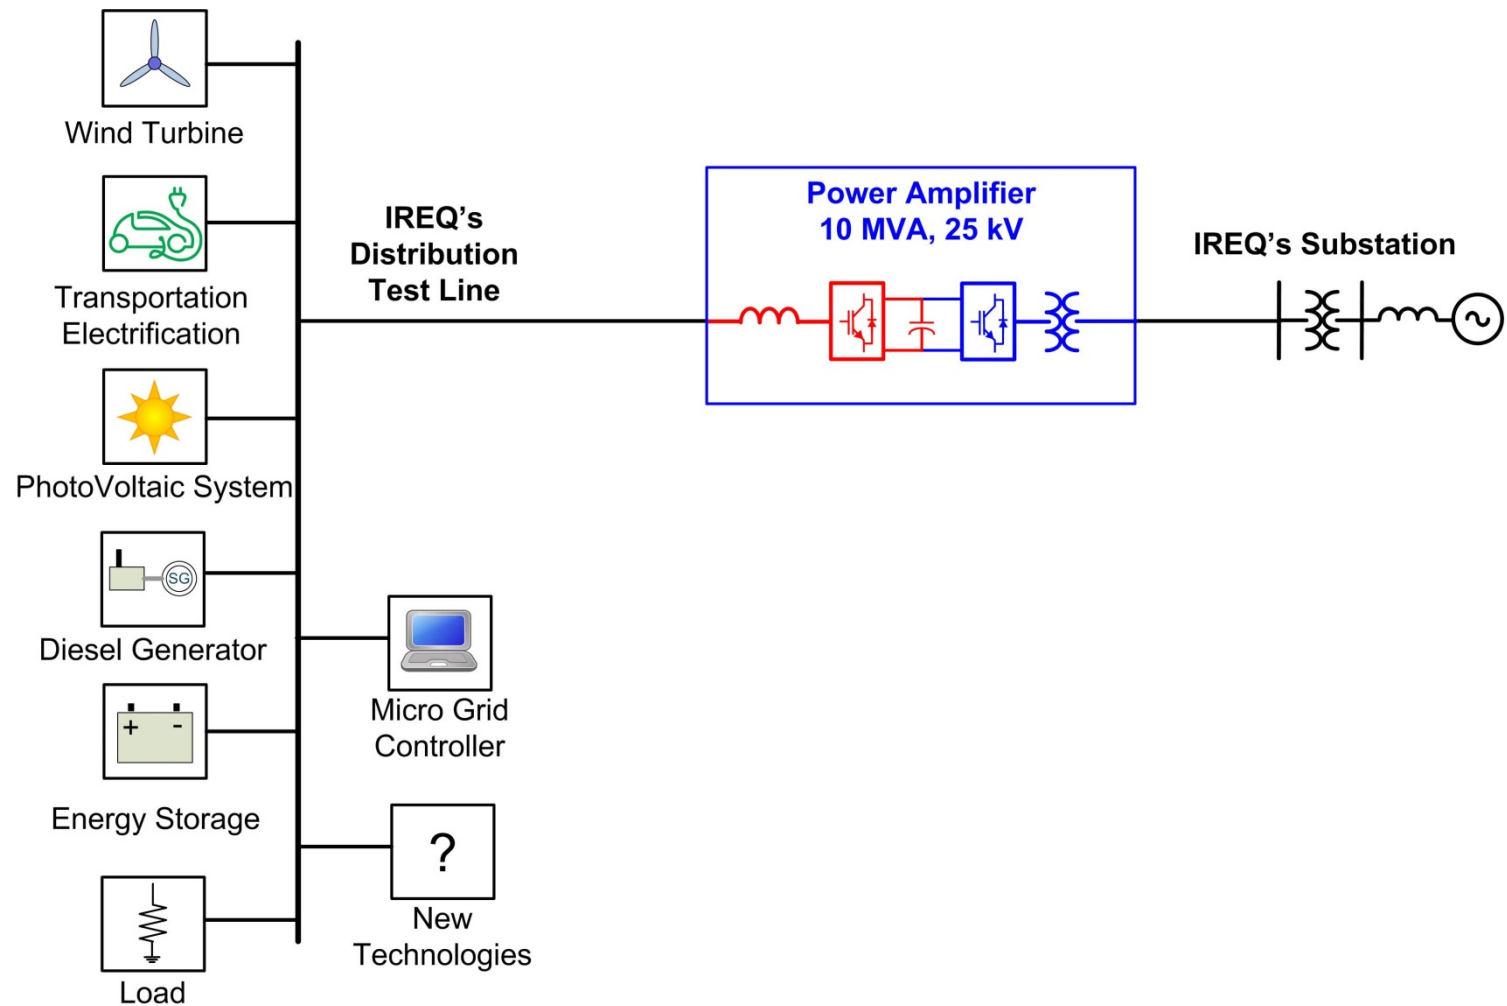 Wind Turbine
Transportation
Electrification
PhotoVoltaic System
SG
Diesel Generator
+ -
Energy Storage
Load
IREQ's
Distribution
Test Line
Micro Grid
Controller
?
New
Technologies
Power Amplifier
10 MVA, 25 kV
IREQ's Substation